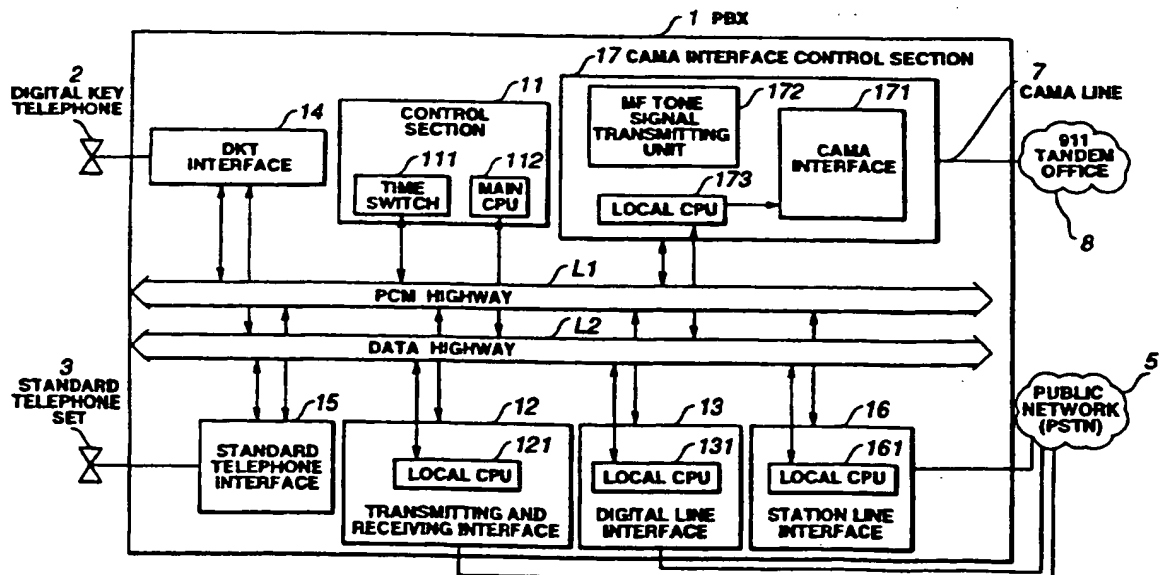 1 PBX
17 CAMA INTERFACE CONTROL SECTION
2
DIGITAL KEY
TELEPHONE
14
DKT
INTERFACE
11
CONTROL
SECTION
111
TIME
SWITCH
112
MAIN
CPU
MF TONE
SIGNAL
TRANSMITTING
UNIT
172
171
CAMA
INTERFACE
173
LOCAL CPU
7
CAMA LINE
911
TANDEM
OFFICE
8
L1
PCM HIGHWAY
L2
DATA HIGHWAY
3
STANDARD
TELEPHONE
SET
15
STANDARD
TELEPHONE
INTERFACE
12
121
LOCAL CPU
TRANSMITTING AND
RECEIVING INTERFACE
13
131
LOCAL CPU
DIGITAL LINE
INTERFACE
16
161
LOCAL CPU
STATION LINE
INTERFACE
5
PUBLIC
NETWORK
(PSTN)